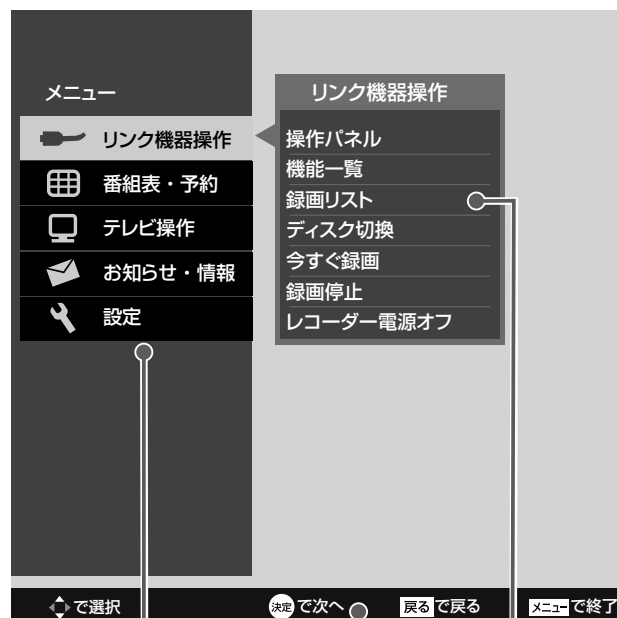 メニュー
リンク機器操作
番組表・予約
テレビ操作
お知らせ・情報
設定
リンク機器操作
操作パネル
機能一覧
録画リスト
ディスク切換
今すぐ録画
録画停止
レコーダー電源オフ
で選択 決定 で次へ 戻る で戻る メニュー で終了